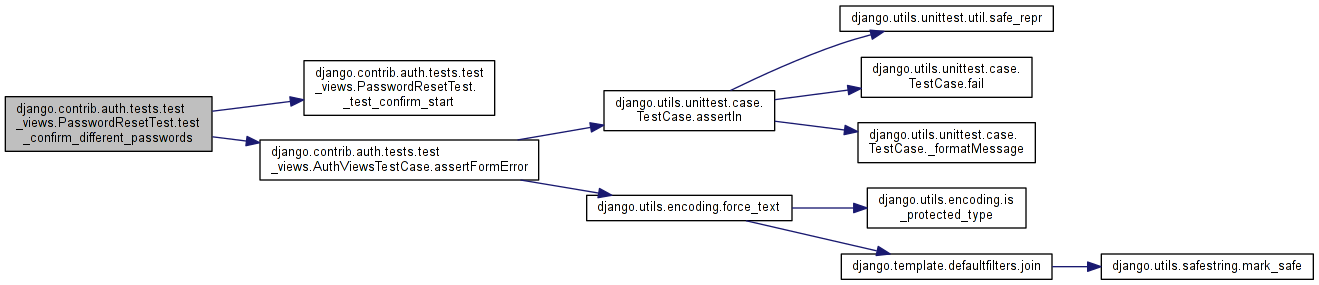 django.contrib.auth.tests.test
_views.PasswordResetTest.test
_confirm_different_passwords
django.contrib.auth.tests.test
_views.PasswordResetTest.
_test_confirm_start
django.contrib.auth.tests.test
_views.AuthViewsTestCase.assertFormError
django.utils.unittest.case.
TestCase.assertIn
django.utils.unittest.util.safe_repr
django.utils.unittest.case.
TestCase.fail
django.utils.unittest.case.
TestCase._formatMessage
django.utils.encoding.force_text
django.utils.encoding.is
_protected_type
django.template.defaultfilters.join
django.utils.safestring.mark_safe